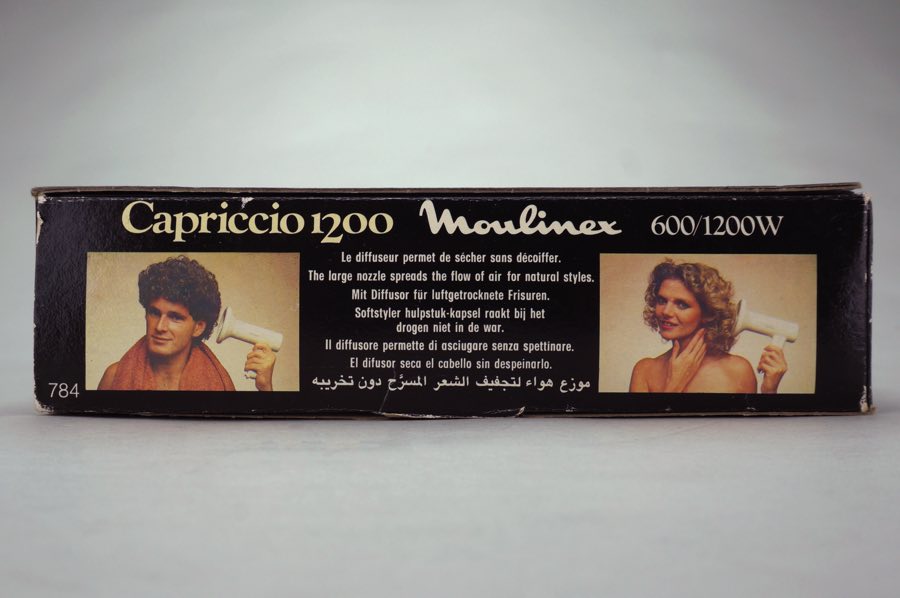 Capriccio 1200 Moulinex 600/1200W
Le diffuseur permet de sécher sans décoiffer.
The large nozzle spreads the flow of air for natural styles.
Mit Diffusor für luftgetrocknete Frisuren.
Softstyler hulpstuk-kapsel raakt bij het
drogen niet in de war.
Il diffusore permette di asciugare senza spettinare.
El difusor seca el cabello sin despeinarlo.
موزع هواء لتجفيف الشعر المسرَّح دون تخريبه
784